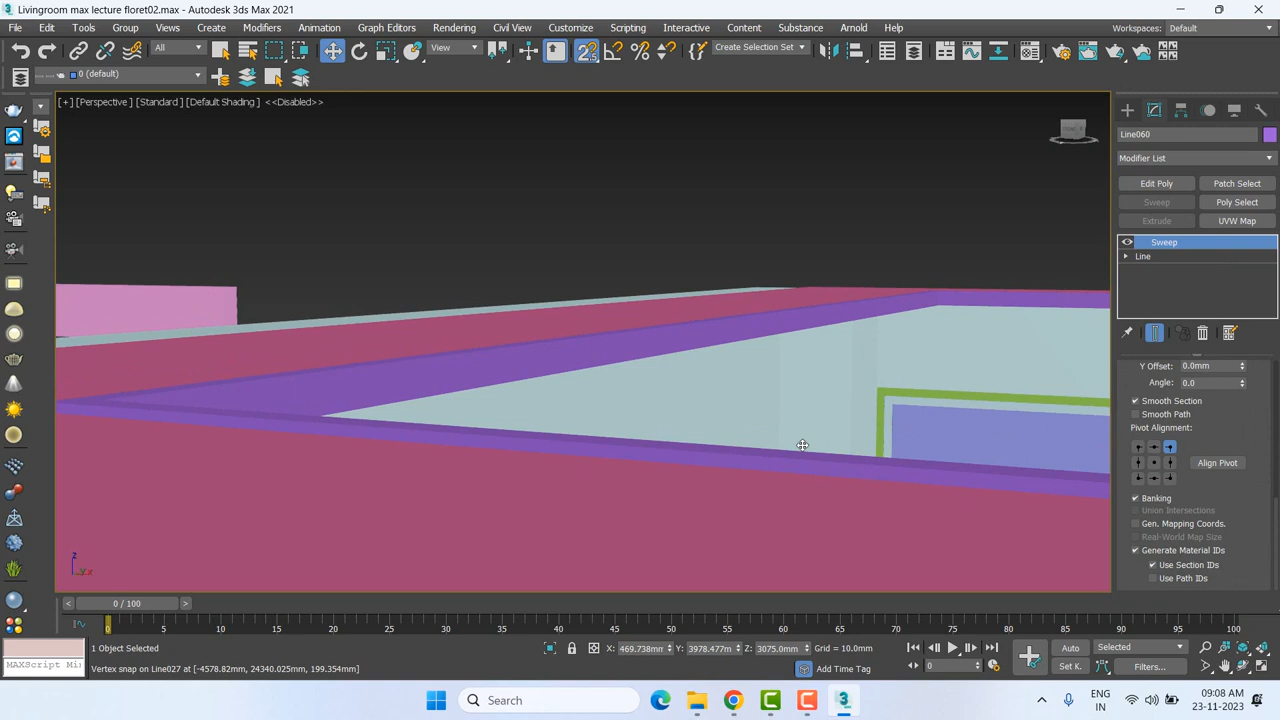 Livingroom max lecture floret02.max - Autodesk 3ds Max 2021
File Edit Tools Group Views Create Modifiers Animation Graph Editors Rendering Civil View Customize Scripting Interactive Content Substance Arnold Help
Workspaces: Default
All View Create Selection Set
0 (default)
[+] [Perspective ] [Standard ] [Default Shading ] <<Disabled>>
Line060
Modifier List
Edit Poly Patch Select
Sweep Poly Select
Extrude UVW Map
Sweep
Line
Y Offset: 0.0mm
Angle: 0.0
Smooth Section
Smooth Path
Pivot Alignment:
Align Pivot
Banking
Union Intersections
Gen. Mapping Coords.
Real-World Map Size
Generate Material IDs
Use Section IDs
Use Path IDs
z
y x
< 0 / 100 >
0 5 10 15 20 25 30 35 40 45 50 55 60 65 70 75 80 85 90 95 100
1 Object Selected X: 469.738mm Y: 3978.477m Z: 3075.0mm Grid = 10.0mm Auto Selected
MAXScript Mi Vertex snap on Line027 at [-4578.82mm, 24340.025mm, 199.354mm] Add Time Tag 0 Set K. Filters...
Search
3
ENG
IN
09:08 AM
23-11-2023